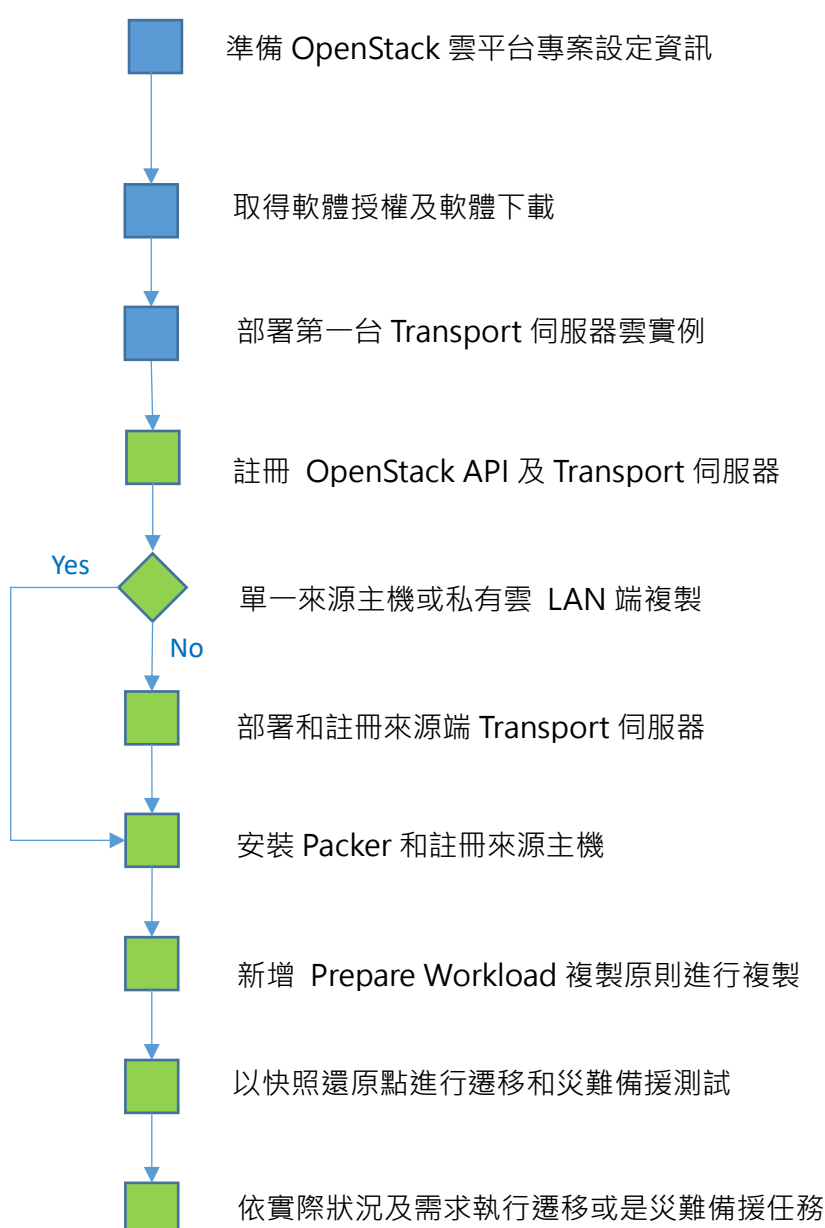 準備 OpenStack 雲平台專案設定資訊
取得軟體授權及軟體下載
部署第一台 Transport 伺服器雲實例
註冊 OpenStack API 及 Transport 伺服器
Yes
單一來源主機或私有雲 LAN 端複製
No
部署和註冊來源端 Transport 伺服器
安裝 Packer 和註冊來源主機
新增 Prepare Workload 複製原則進行複製
以快照還原點進行遷移和災難備援測試
依實際狀況及需求執行遷移或是災難備援任務